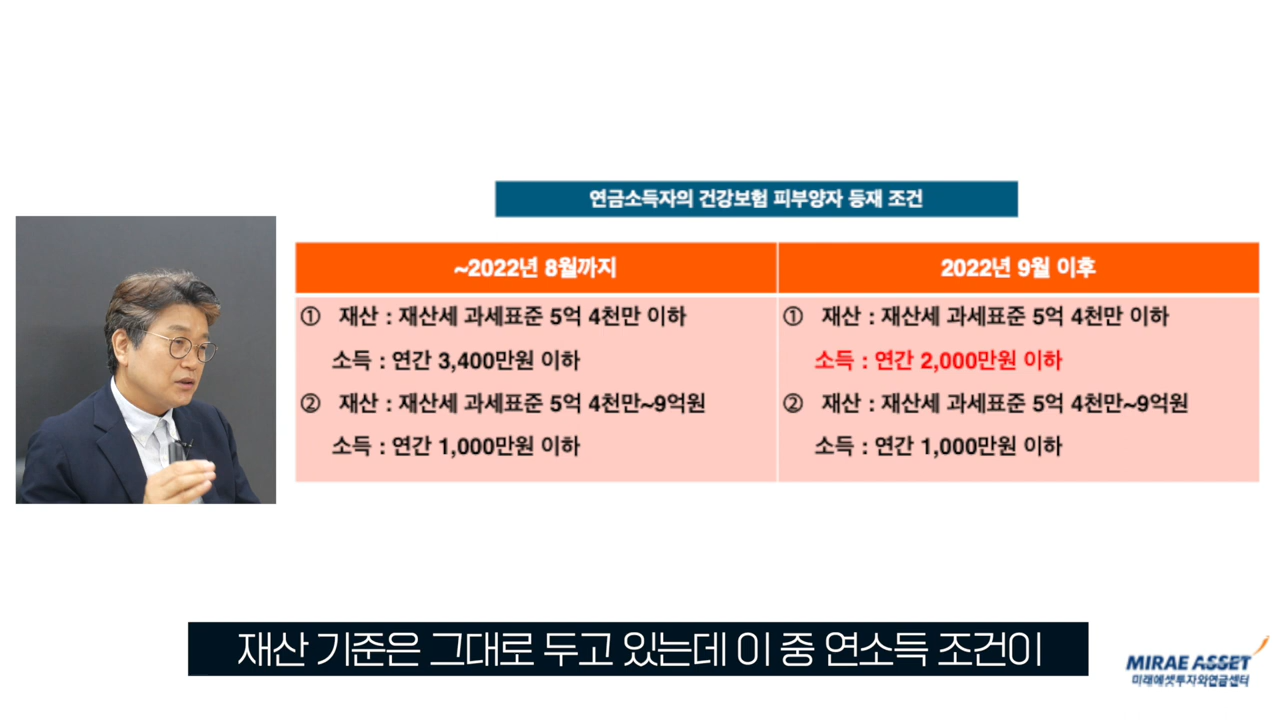 연금소득자의 건강보험 피부양자 등재 조건
~2022년 8월까지
2022년 9월 이후
① 재산 : 재산세 과세표준 5억 4천만 이하
소득 : 연간 3,400만원 이하
② 재산 : 재산세 과세표준 5억 4천만~9억원
소득 : 연간 1,000만원 이하
① 재산 : 재산세 과세표준 5억 4천만 이하
소득 : 연간 2,000만원 이하
② 재산 : 재산세 과세표준 5억 4천만~9억원
소득 : 연간 1,000만원 이하
재산 기준은 그대로 두고 있는데 이 중 연소득 조건이
MIRAE ASSET
미래에셋투자와연금센터